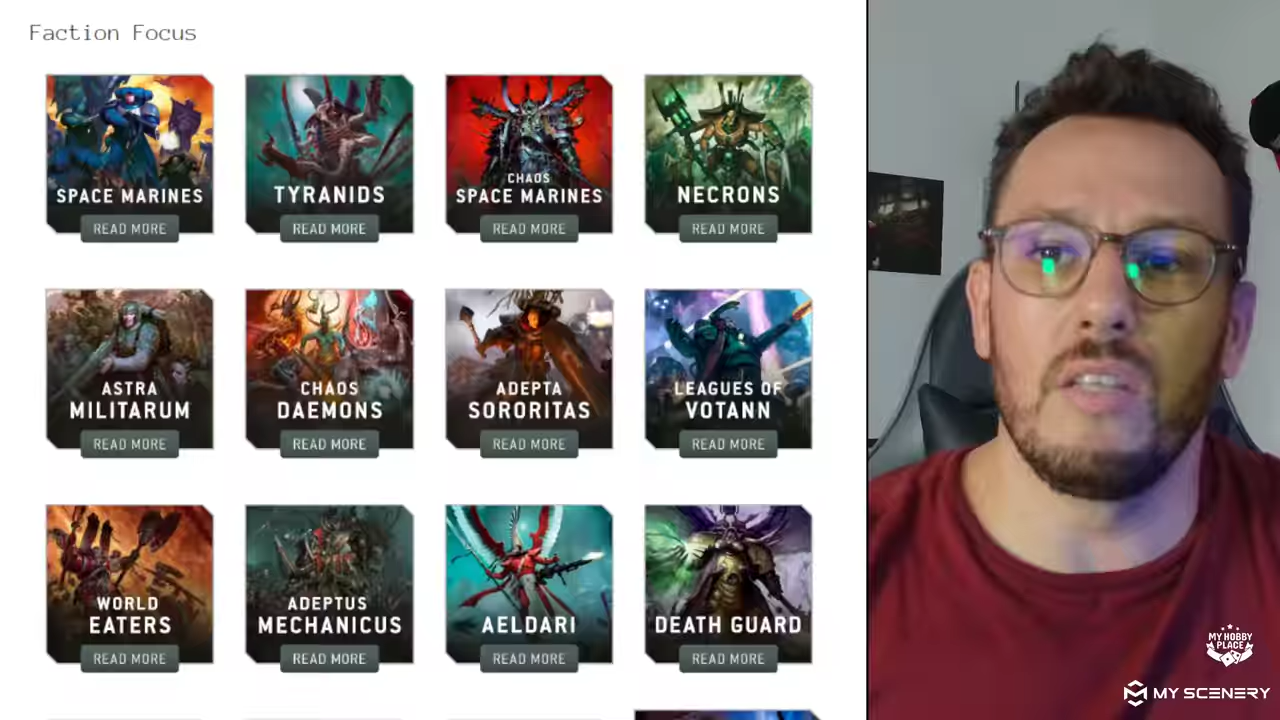 Faction Focus
SPACE MARINES
READ MORE
TYRANIDS
READ MORE
CHAOS
SPACE MARINES
READ MORE
NECRONS
READ MORE
ASTRA
MILITARUM
READ MORE
CHAOS
DAEMONS
READ MORE
ADEPTA
SORORITAS
READ MORE
LEAGUES OF
VOTANN
READ MORE
WORLD
EATERS
READ MORE
ADEPTUS
MECHANICUS
READ MORE
AELDARI
READ MORE
DEATH GUARD
READ MORE
MY HOBBY
PLACE
MY SCENERY